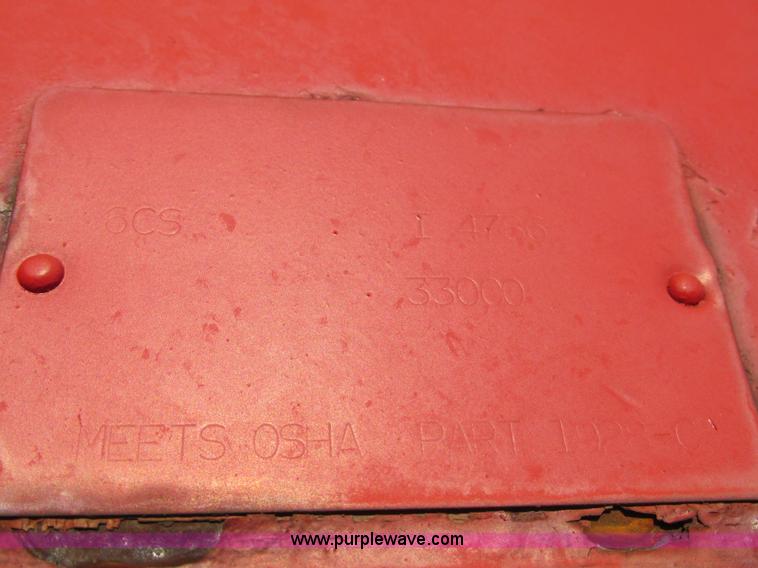 6CS I
33000
MEETS OSHA PART
www.purplewave.com